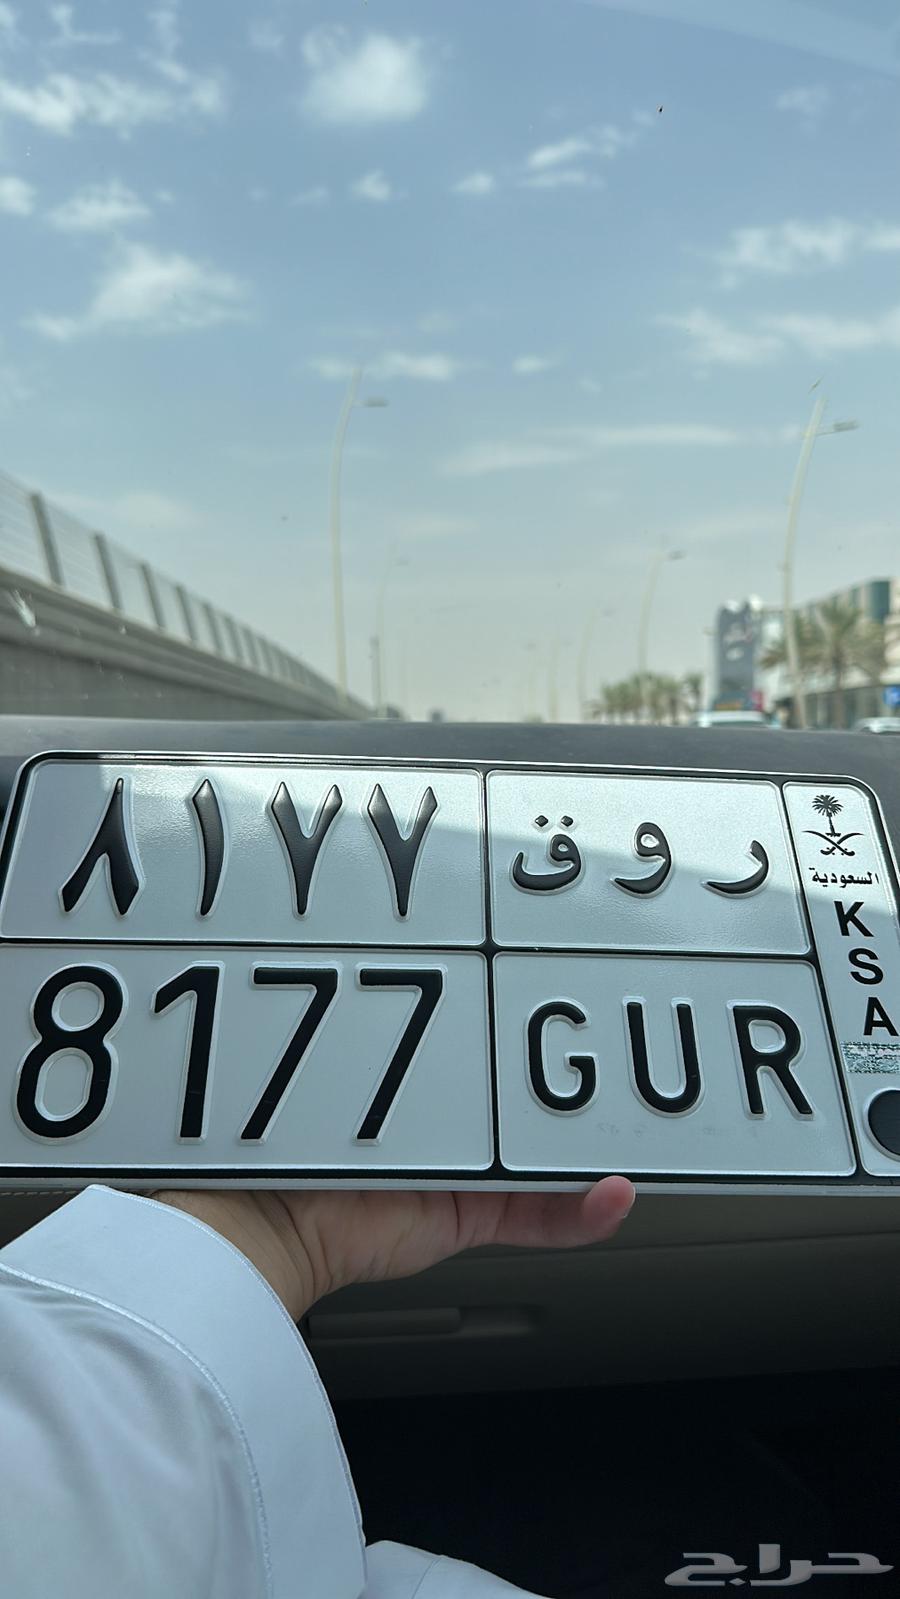 ٨١٧٧ ر و ق
8177 GUR
السعودية
K
S
A
حراج